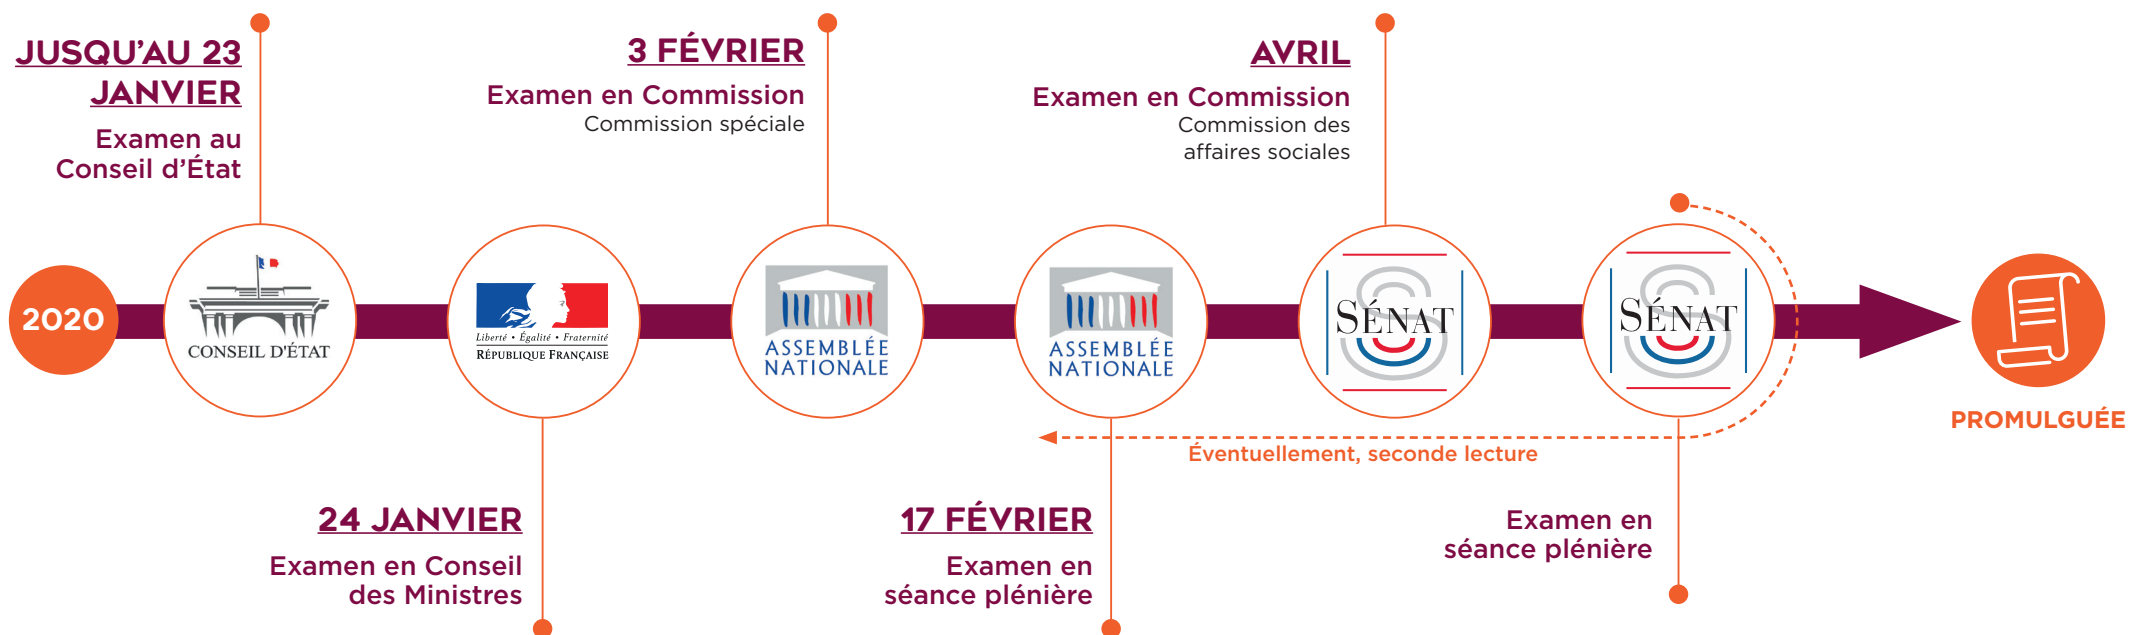 2020
JUSQU'AU 23
JANVIER
Examen au
Conseil d'État
CONSEIL D'ÉTAT
Liberté • Égalité • Fraternité
RÉPUBLIQUE FRANÇAISE
24 JANVIER
Examen en Conseil
des Ministres
3 FÉVRIER
Examen en Commission
Commission spéciale
ASSEMBLÉE
NATIONALE
ASSEMBLÉE
NATIONALE
17 FÉVRIER
Examen en
séance plénière
AVRIL
Examen en Commission
Commission des
affaires sociales
SÉNAT
SÉNAT
Examen en
séance plénière
Éventuellement, seconde lecture
PROMULGUÉE